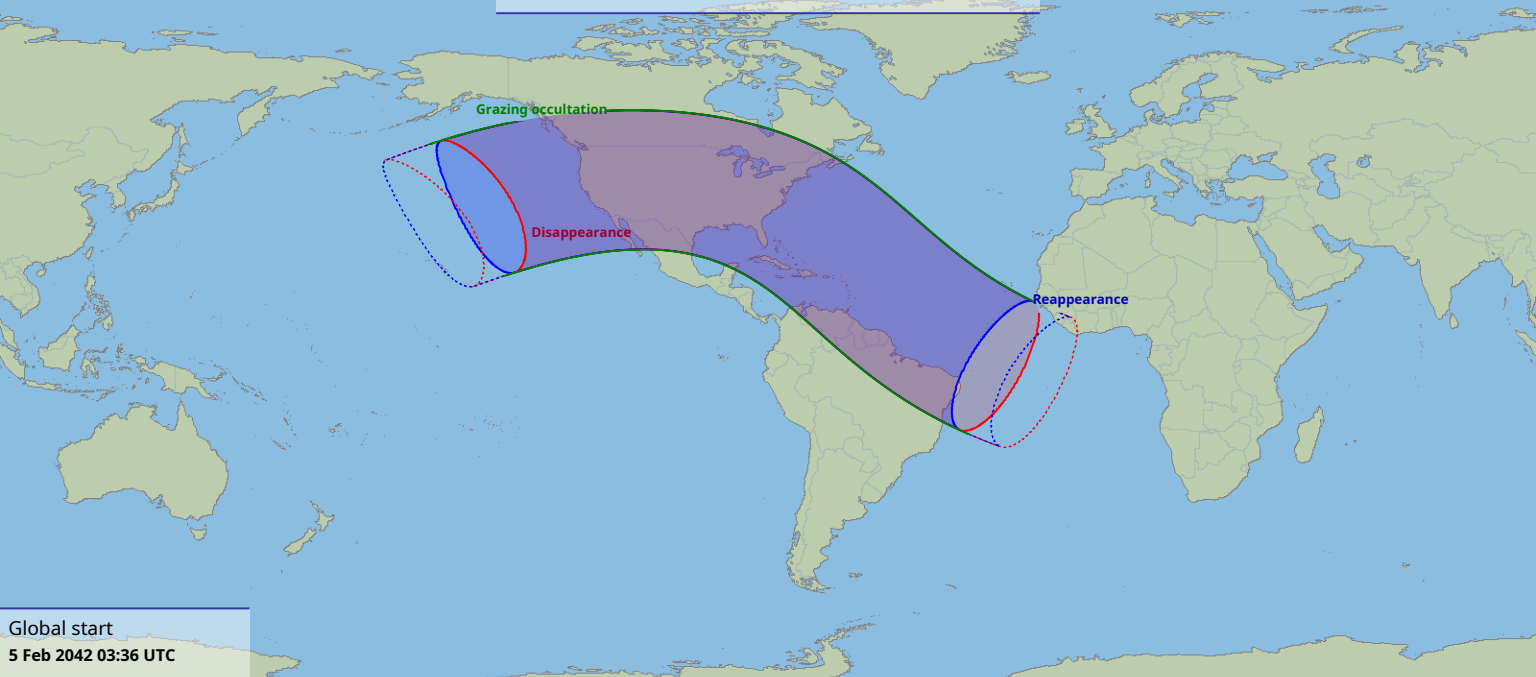 Grazing occultation
Disappearance
Reappearance
Global start
5 Feb 2042 03:36 UTC